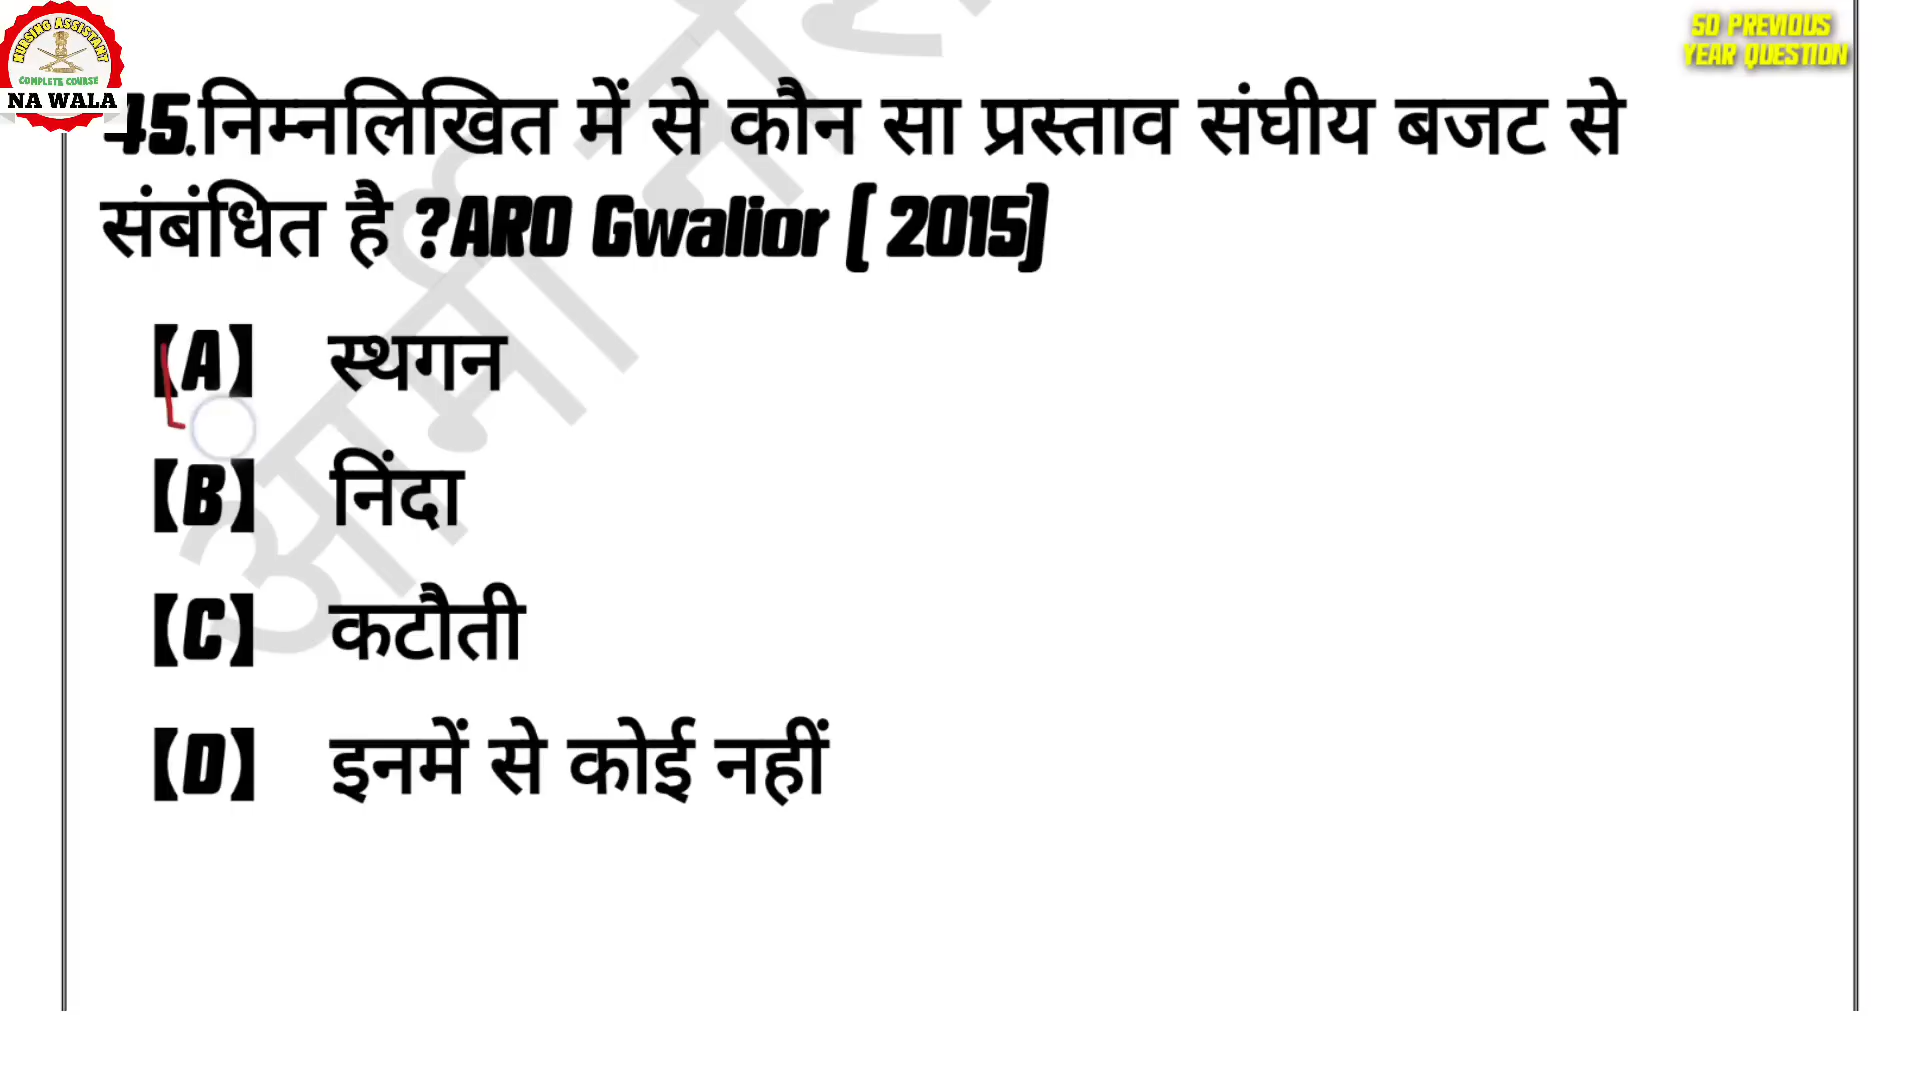 NURSING ASSISTANT
COMPLETE COURSE
NA WALA
50 PREVIOUS
YEAR QUESTION
45.निम्नलिखित में से कौन सा प्रस्ताव संघीय बजट से
संबंधित है ?ARO Gwalior ( 2015)
【A】 स्थगन
【B】 निंदा
【C】 कटौती
【D】 इनमें से कोई नहीं